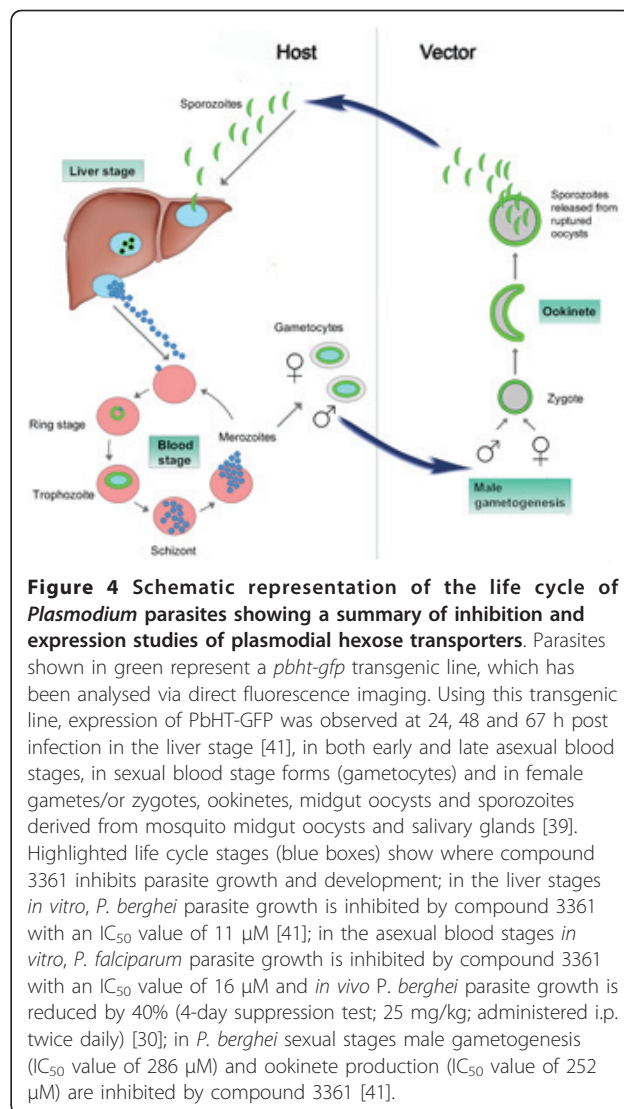 Host
Vector
Sporozoites
Liver stage
Sporozoites
released from
ruptured
oocysts
Ookinete
Gametocytes
Zygote
Ring stage
Merozoites
Blood
stage
Trophozoite
Male
gametogenesis
Schizont
Figure 4 Schematic representation of the life cycle of
Plasmodium parasites showing a summary of inhibition and
expression studies of plasmodial hexose transporters. Parasites
shown in green represent a pbht-gfp transgenic line, which has
been analysed via direct fluorescence imaging. Using this transgenic
line, expression of PbHT-GFP was observed at 24, 48 and 67 h post
infection in the liver stage [41], in both early and late asexual blood
stages, in sexual blood stage forms (gametocytes) and in female
gametes/or zygotes, ookinetes, midgut oocysts and sporozoites
derived from mosquito midgut oocysts and salivary glands [39].
Highlighted life cycle stages (blue boxes) show where compound
3361 inhibits parasite growth and development; in the liver stages
in vitro, P. berghei parasite growth is inhibited by compound 3361
with an IC₅₀ value of 11 μM [41]; in the asexual blood stages in
vitro, P. falciparum parasite growth is inhibited by compound 3361
with an IC₅₀ value of 16 μM and in vivo P. berghei parasite growth is
reduced by 40% (4-day suppression test; 25 mg/kg; administered i.p.
twice daily) [30]; in P. berghei sexual stages male gametogenesis
(IC₅₀ value of 286 μM) and ookinete production (IC₅₀ value of 252
μM) are inhibited by compound 3361 [41].